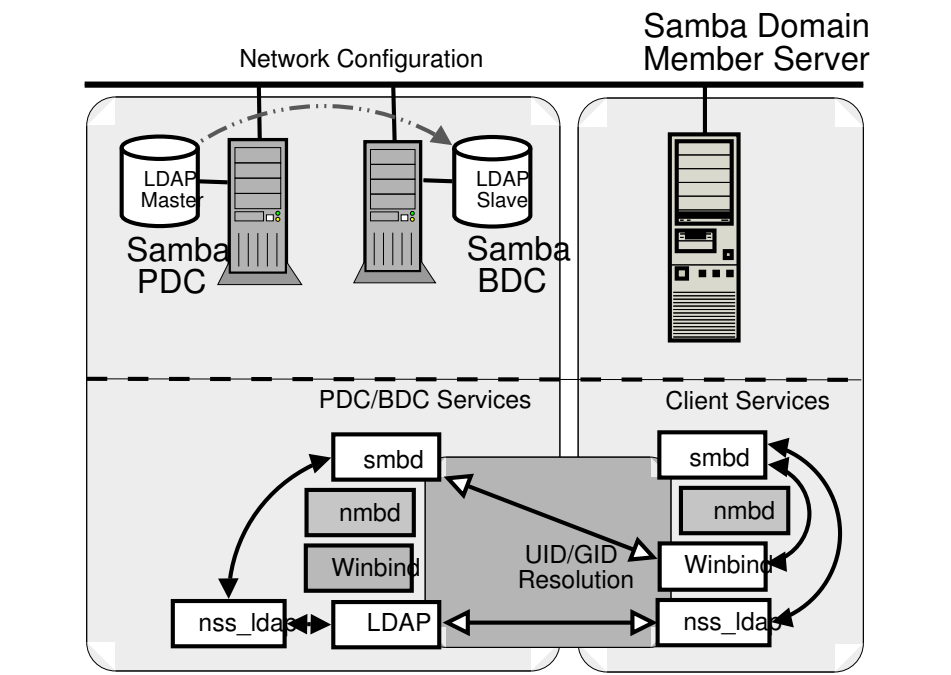 Samba Domain
Member Server
Network Configuration
LDAP
Master
LDAP
Slave
Samba
PDC
Samba
BDC
PDC/BDC Services
Client Services
smbd
smbd
nmbd
nmbd
UID/GID
Resolution
Winbind
Winbind
nss_ldap
LDAP
nss_ldap